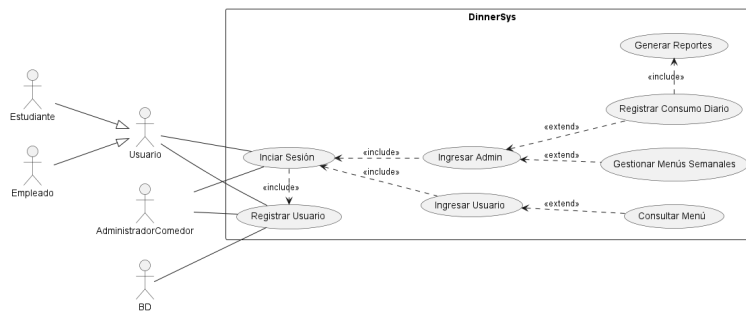 DinnerSys
Generar Reportes
«include»
Estudiante
Registrar Consumo Diario
«extend»
Usuario
Inciar Sesión
«include»
Ingresar Admin
«extend»
Gestionar Menús Semanales
Empleado
«include»
«include»
Ingresar Usuario
«extend»
Consultar Menú
Registrar Usuario
AdministradorComedor
BD